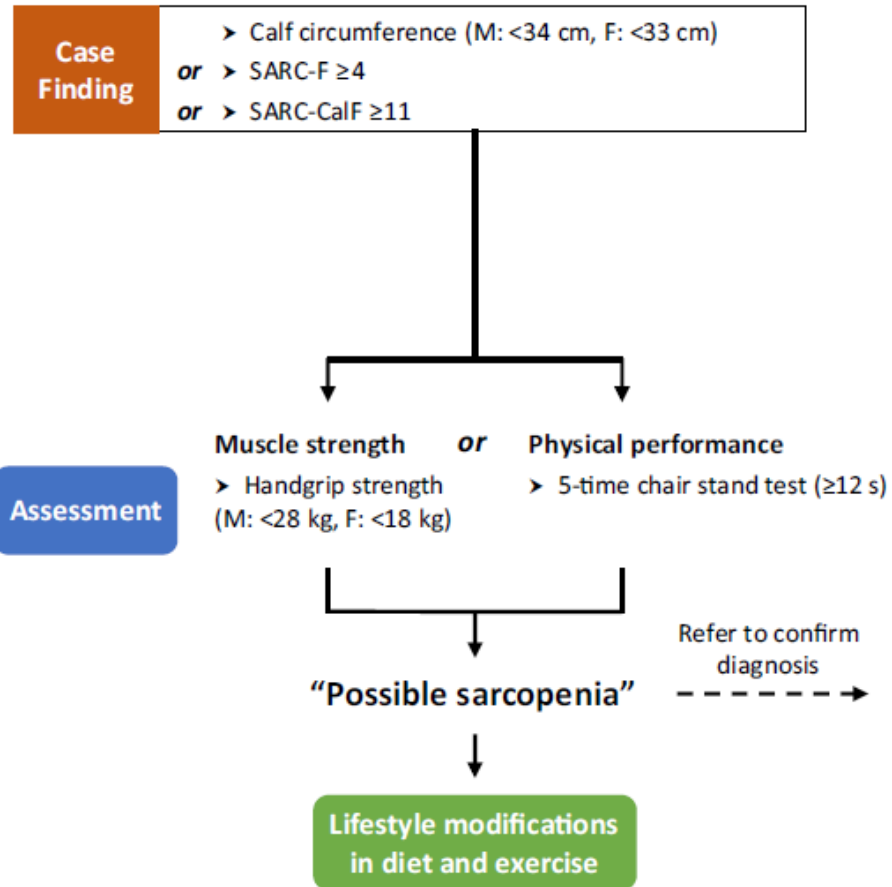 Case
Finding
➤ Calf circumference (M: <34 cm, F: <33 cm)
or ➤ SARC-F ≥4
or ➤ SARC-CalF ≥11
Muscle strength or Physical performance
➤ Handgrip strength
(M: <28 kg, F: <18 kg)
➤ 5-time chair stand test (≥12 s)
Assessment
Refer to confirm
diagnosis
“Possible sarcopenia”
Lifestyle modifications
in diet and exercise